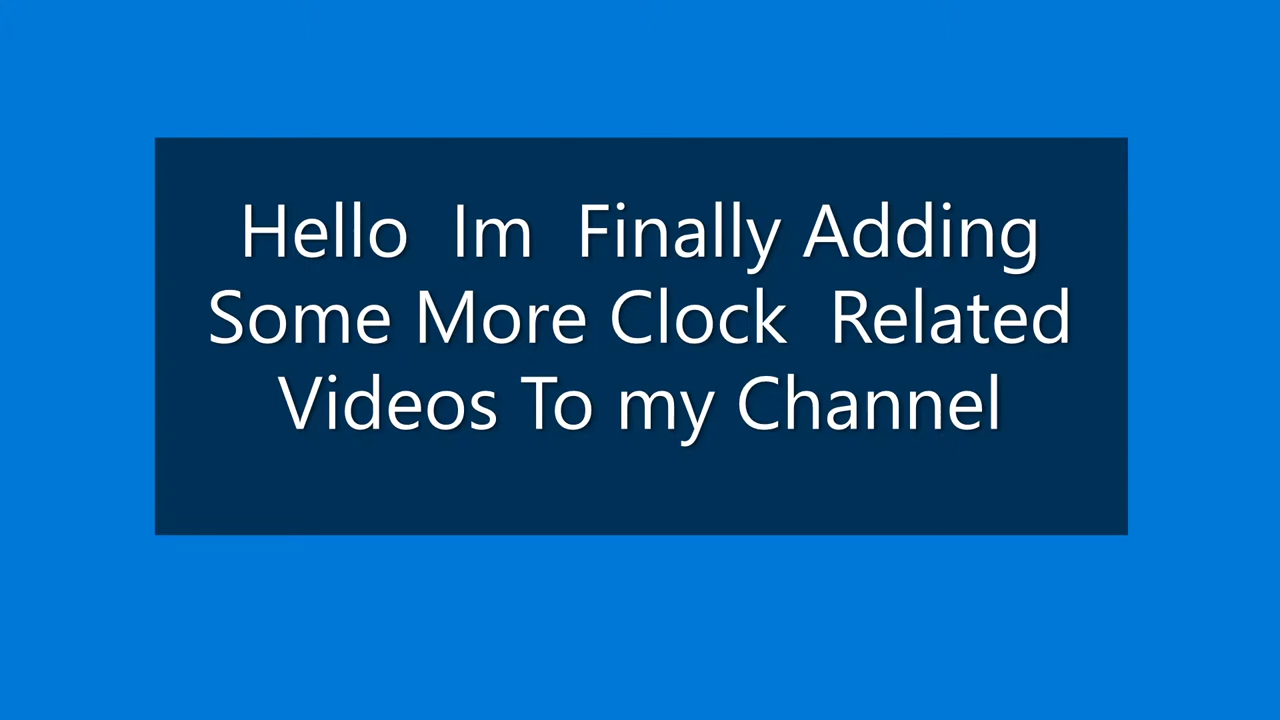 Hello  Im  Finally Adding
Some More Clock  Related
Videos To my Channel